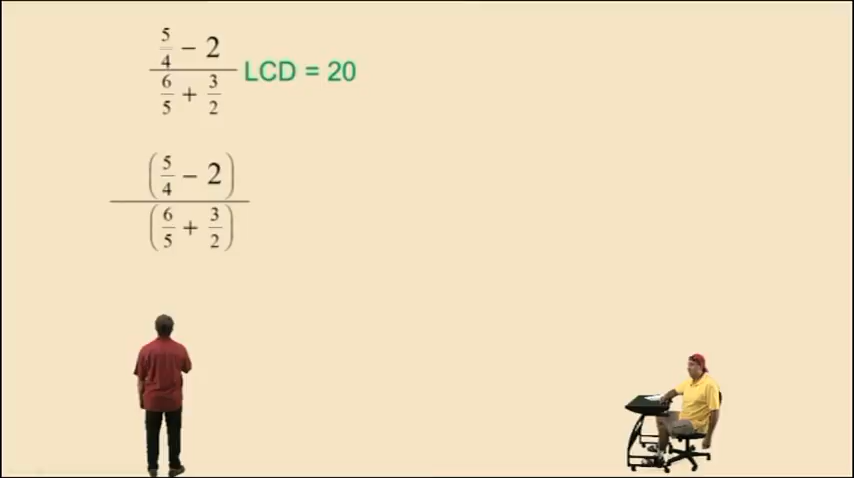 5/4 − 2
6/5 + 3/2
LCD = 20
(5/4 − 2)
(6/5 + 3/2)